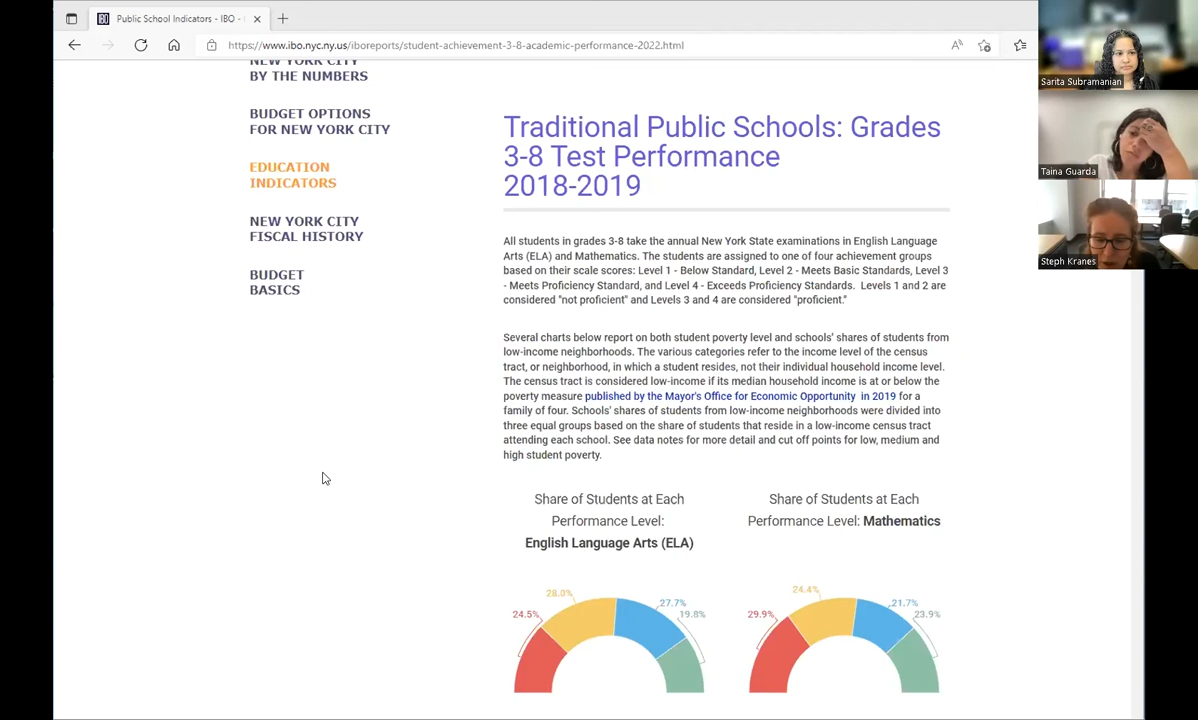 Public School Indicators - IBO -
https://www.ibo.nyc.ny.us/iboreports/student-achievement-3-8-academic-performance-2022.html
NEW YORK CITY
BY THE NUMBERS
BUDGET OPTIONS
FOR NEW YORK CITY
EDUCATION
INDICATORS
NEW YORK CITY
FISCAL HISTORY
BUDGET
BASICS
Traditional Public Schools: Grades
3-8 Test Performance
2018-2019
All students in grades 3-8 take the annual New York State examinations in English Language
Arts (ELA) and Mathematics. The students are assigned to one of four achievement groups
based on their scale scores: Level 1 - Below Standard, Level 2 - Meets Basic Standards, Level 3
- Meets Proficiency Standard, and Level 4 - Exceeds Proficiency Standards. Levels 1 and 2 are
considered "not proficient" and Levels 3 and 4 are considered "proficient."
Several charts below report on both student poverty level and schools' shares of students from
low-income neighborhoods. The various categories refer to the income level of the census
tract, or neighborhood, in which a student resides, not their individual household income level.
The census tract is considered low-income if its median household income is at or below the
poverty measure published by the Mayor's Office for Economic Opportunity in 2019 for a
family of four. Schools' shares of students from low-income neighborhoods were divided into
three equal groups based on the share of students that reside in a low-income census tract
attending each school. See data notes for more detail and cut off points for low, medium and
high student poverty.
Share of Students at Each
Performance Level:
English Language Arts (ELA)
24.5%
28.0%
27.7%
19.8%
Share of Students at Each
Performance Level: Mathematics
29.9%
24.4%
21.7%
23.9%
Sarita Subramanian
Taina Guarda
Steph Kranes